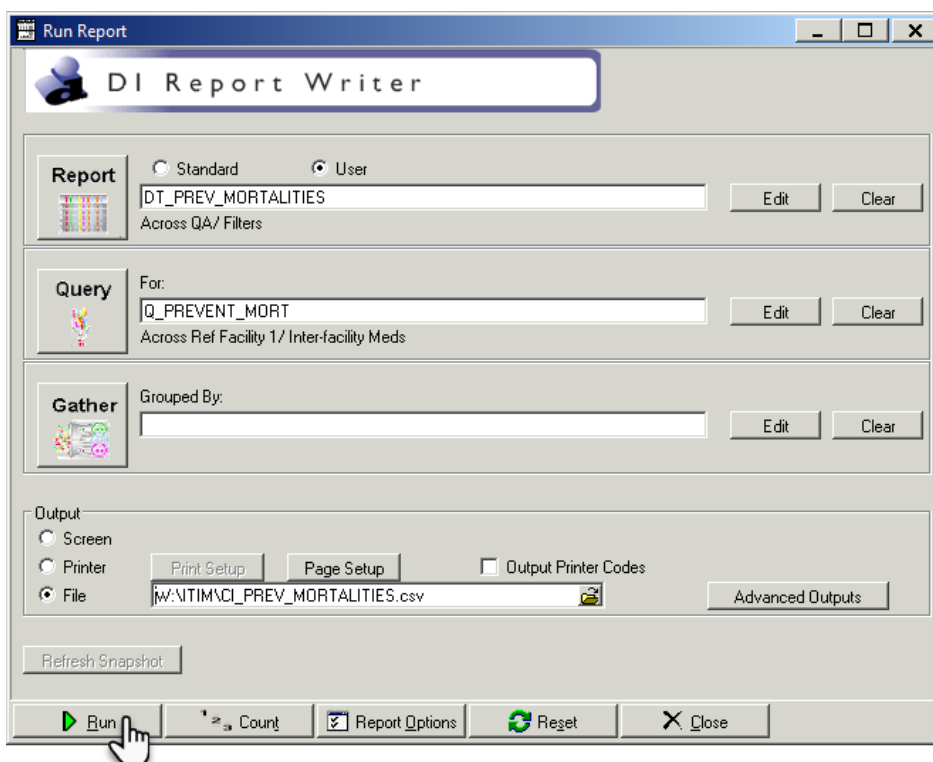 Run Report
DI Report Writer
Report
Standard User
DT_PREV_MORTALITIES
Edit Clear
Across QA/ Filters
Query
For:
Q_PREVENT_MORT
Edit Clear
Across Ref Facility 1/ Inter-facility Meds
Gather
Grouped By:
Edit Clear
Output
Screen
Printer Print Setup Page Setup Output Printer Codes
File W:\ITIM\CI_PREV_MORTALITIES.csv Advanced Outputs
Refresh Snapshot
Run Count Report Options Reset Close